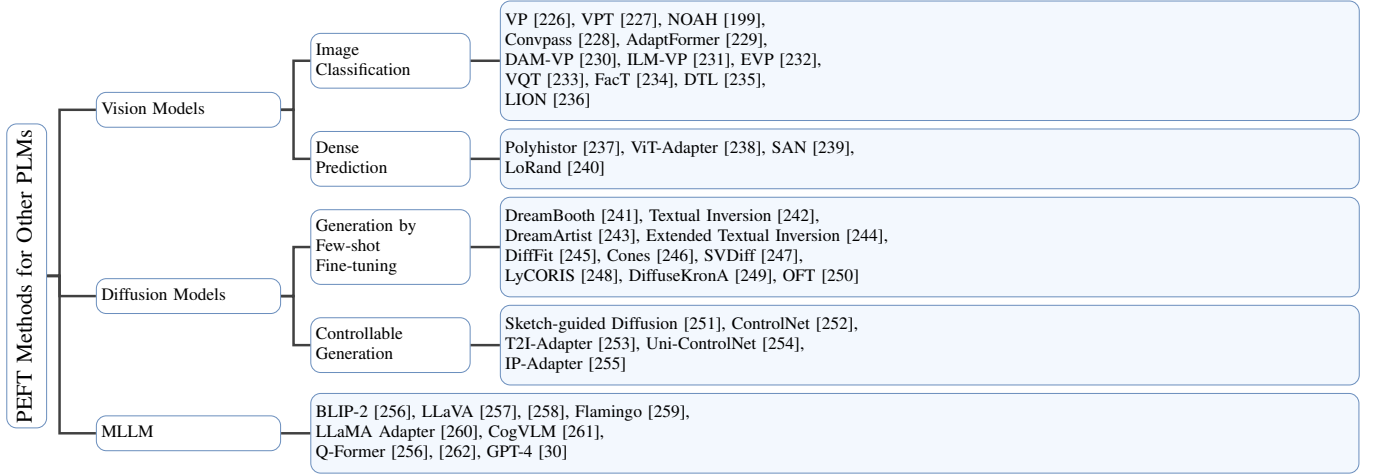 PEFT Methods for Other PLMs
Vision Models
Image
Classification
VP [226], VPT [227], NOAH [199],
Convpass [228], AdaptFormer [229],
DAM-VP [230], ILM-VP [231], EVP [232],
VQT [233], FacT [234], DTL [235],
LION [236]
Dense
Prediction
Polyhistor [237], ViT-Adapter [238], SAN [239],
LoRand [240]
Diffusion Models
Generation by
Few-shot
Fine-tuning
DreamBooth [241], Textual Inversion [242],
DreamArtist [243], Extended Textual Inversion [244],
DiffFit [245], Cones [246], SVDiff [247],
LyCORIS [248], DiffuseKronA [249], OFT [250]
Controllable
Generation
Sketch-guided Diffusion [251], ControlNet [252],
T2I-Adapter [253], Uni-ControlNet [254],
IP-Adapter [255]
MLLM
BLIP-2 [256], LLaVA [257], [258], Flamingo [259],
LLaMA Adapter [260], CogVLM [261],
Q-Former [256], [262], GPT-4 [30]